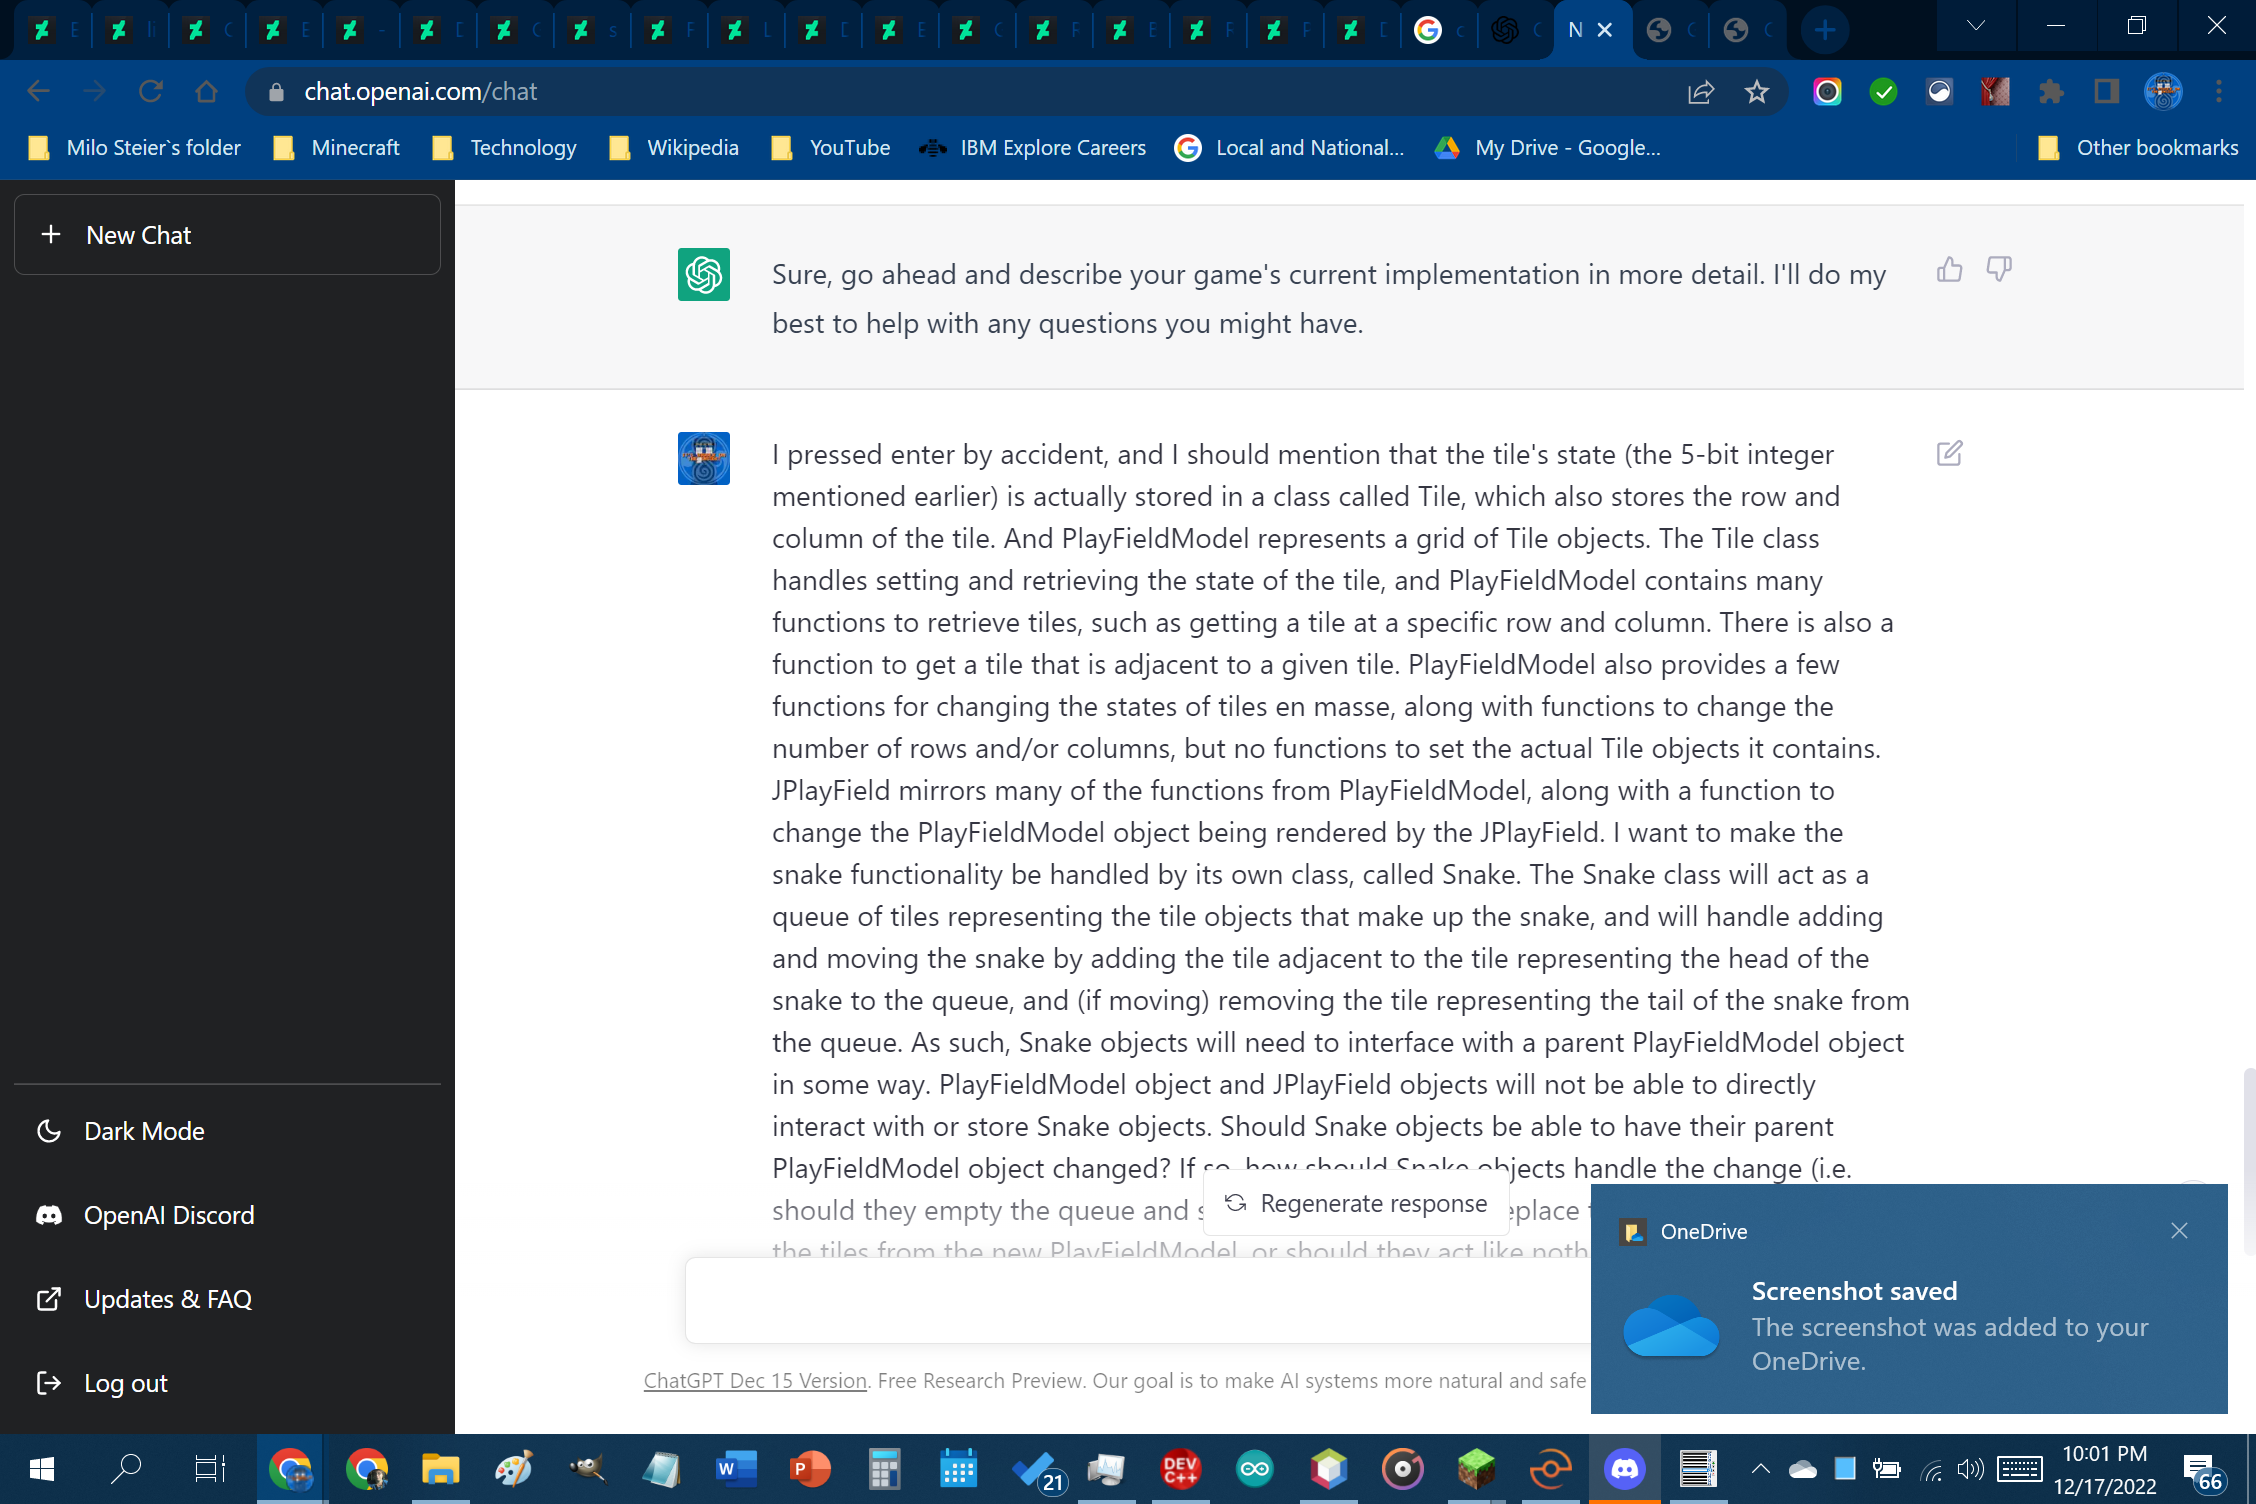 chat.openai.com/chat
Milo Steier`s folder
Minecraft
Technology
Wikipedia
YouTube
IBM Explore Careers
Local and National...
My Drive - Google...
Other bookmarks
New Chat
Sure, go ahead and describe your game's current implementation in more detail. I'll do my
best to help with any questions you might have.
I pressed enter by accident, and I should mention that the tile's state (the 5-bit integer
mentioned earlier) is actually stored in a class called Tile, which also stores the row and
column of the tile. And PlayFieldModel represents a grid of Tile objects. The Tile class
handles setting and retrieving the state of the tile, and PlayFieldModel contains many
functions to retrieve tiles, such as getting a tile at a specific row and column. There is also a
function to get a tile that is adjacent to a given tile. PlayFieldModel also provides a few
functions for changing the states of tiles en masse, along with functions to change the
number of rows and/or columns, but no functions to set the actual Tile objects it contains.
JPlayField mirrors many of the functions from PlayFieldModel, along with a function to
change the PlayFieldModel object being rendered by the JPlayField. I want to make the
snake functionality be handled by its own class, called Snake. The Snake class will act as a
queue of tiles representing the tile objects that make up the snake, and will handle adding
and moving the snake by adding the tile adjacent to the tile representing the head of the
snake to the queue, and (if moving) removing the tile representing the tail of the snake from
the queue. As such, Snake objects will need to interface with a parent PlayFieldModel object
in some way. PlayFieldModel object and JPlayField objects will not be able to directly
interact with or store Snake objects. Should Snake objects be able to have their parent
PlayFieldModel object changed? If so, how should Snake objects handle the change (i.e.
should they empty the queue and
the tiles from the new PlayFieldModel, or should they act like
Regenerate response
Dark Mode
OpenAI Discord
Updates & FAQ
Log out
ChatGPT Dec 15 Version. Free Research Preview. Our goal is to make AI systems more natural and safe
OneDrive
Screenshot saved
The screenshot was added to your
OneDrive.
21
DEV
C++
10:01 PM
12/17/2022
66